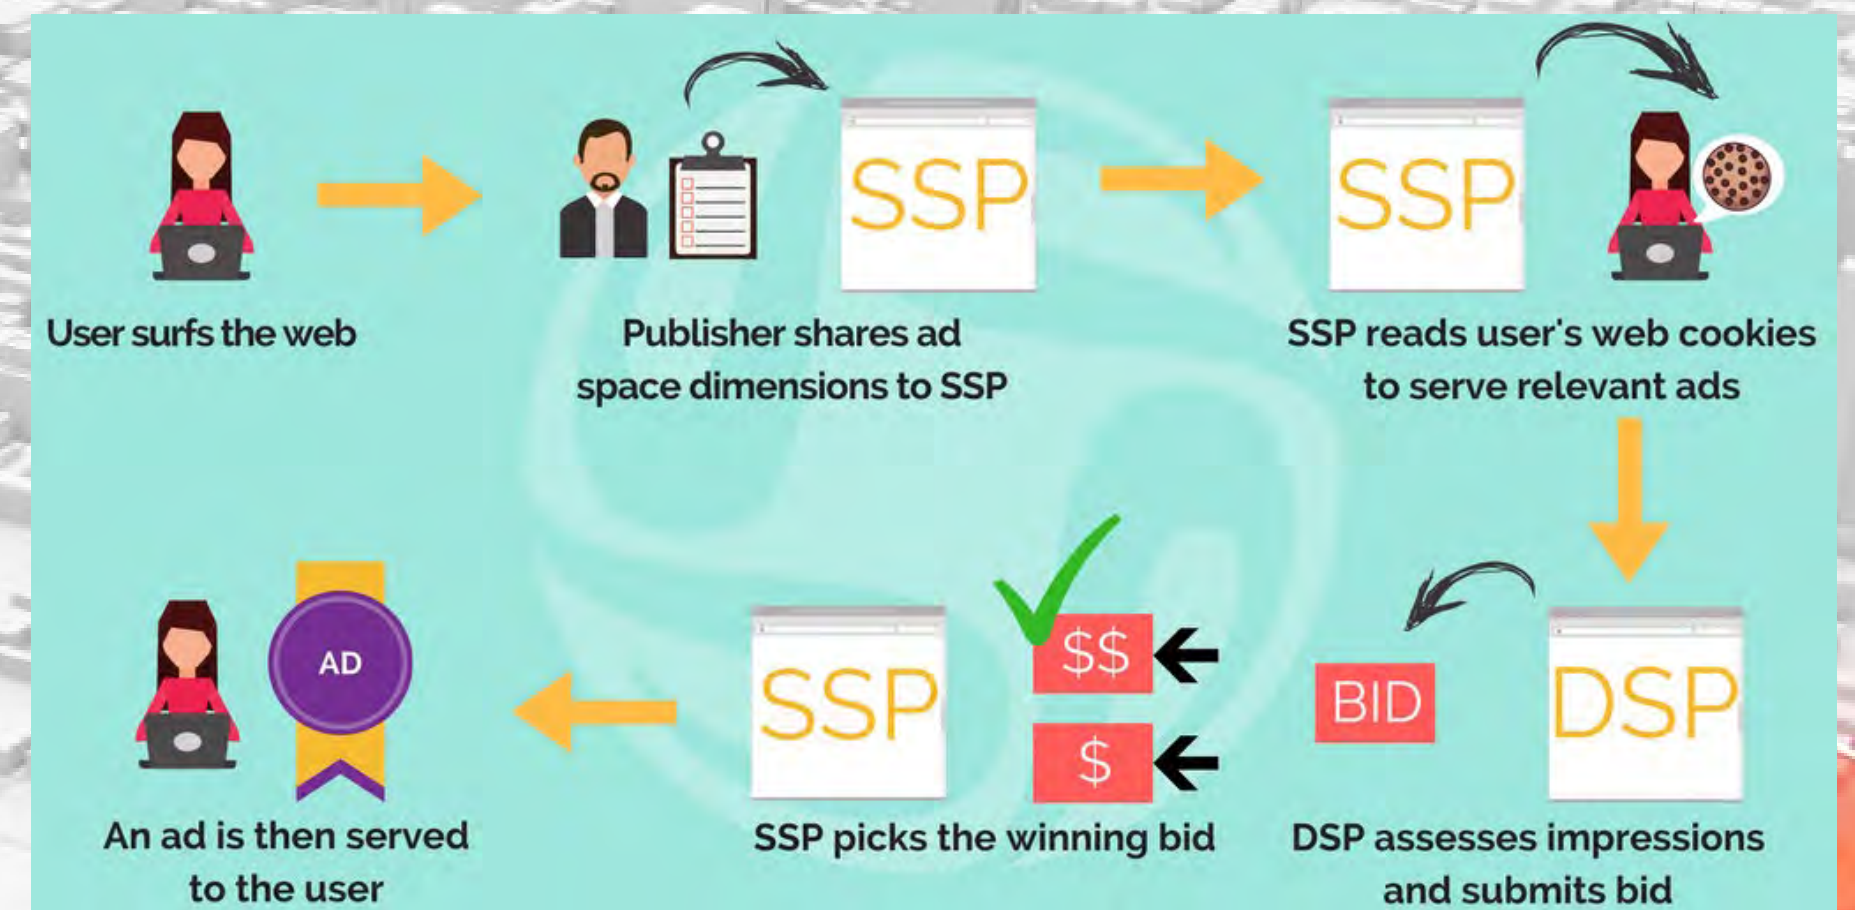 SSP
SSP
User surfs the web
Publisher shares ad
space dimensions to SSP
SSP reads user's web cookies
to serve relevant ads
DSP
BID
$$
$
SSP
AD
DSP assesses impressions
and submits bid
SSP picks the winning bid
An ad is then served
to the user